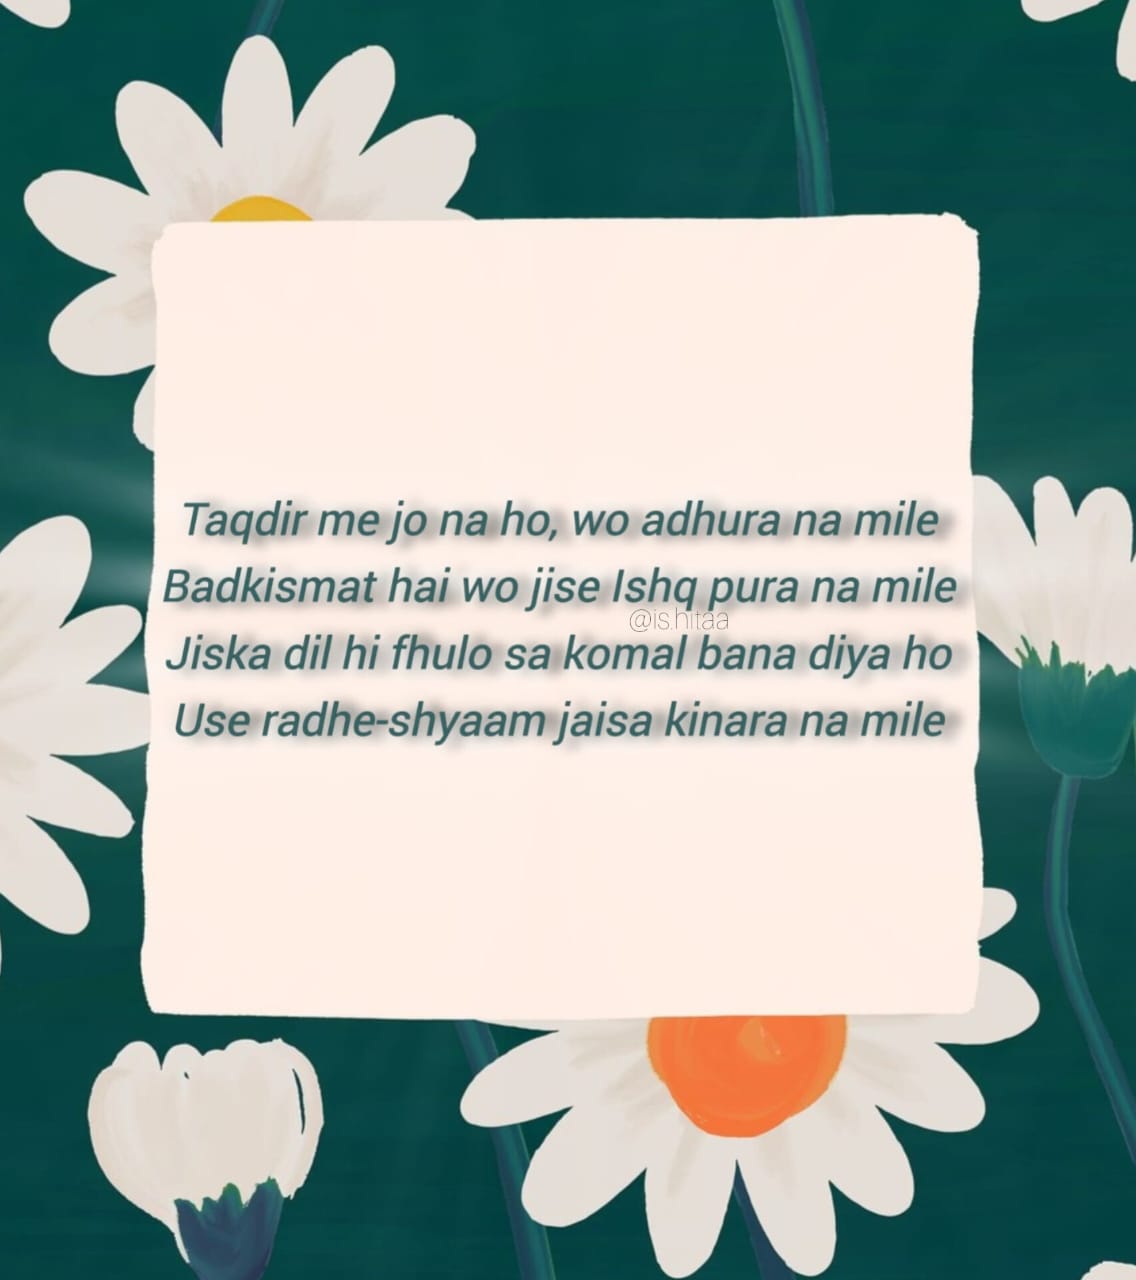 Taqdir me jo na ho, wo adhura na mile
Badkismat hai wo jise Ishq pura na mile
@is.hitaa
Jiska dil hi fhulo sa komal bana diya ho
Use radhe-shyaam jaisa kinara na mile